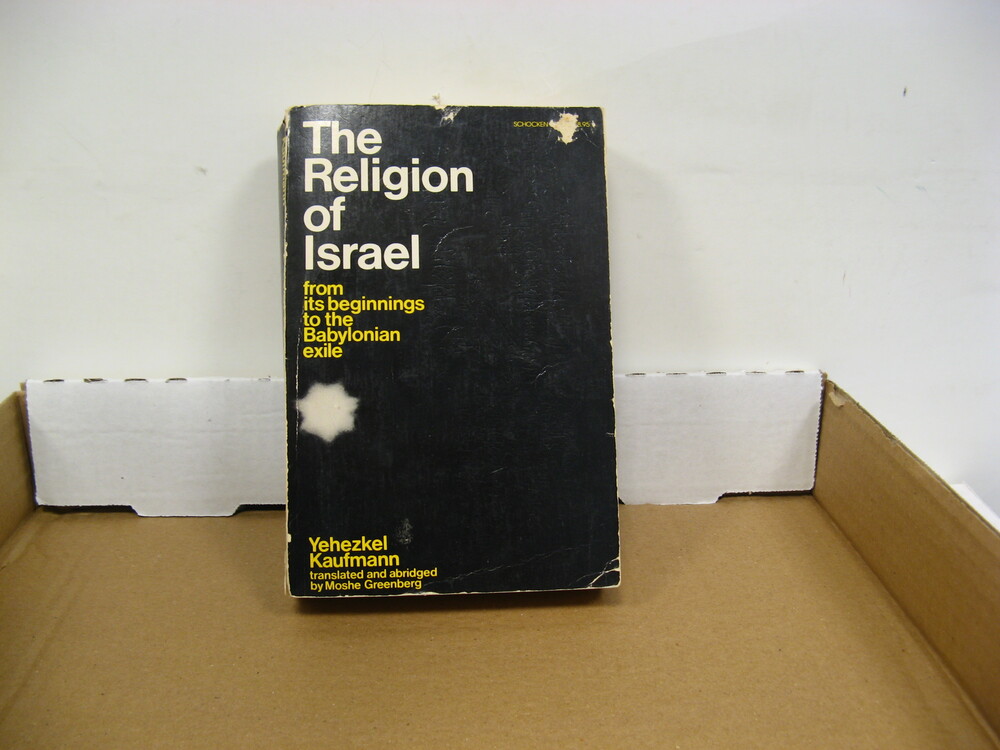 The
Religion
of
Israel
SCHOCKEN
from
its beginnings
to the
Babylonian
exile
Yehezkel
Kaufmann
translated and abridged
by Moshe Greenberg